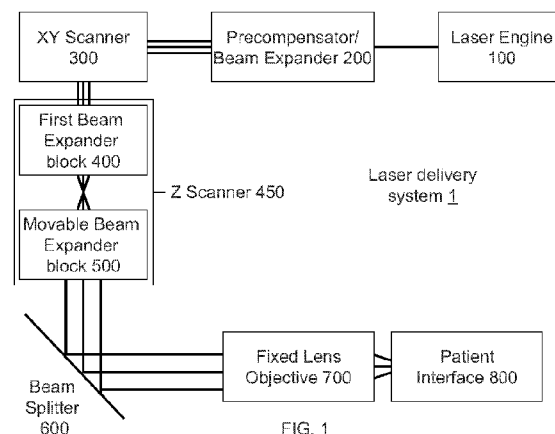 XY Scanner
300
Precompensator/
Beam Expander 200
Laser Engine
100
First Beam
Expander
block 400
Z Scanner 450
Laser delivery
system 1
Movable Beam
Expander
block 500
Beam
Splitter
600
Fixed Lens
Objective 700
Patient
Interface 800
FIG. 1